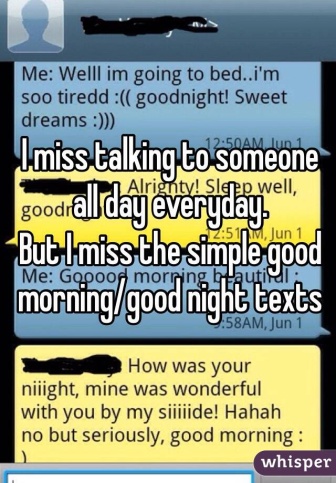 Me: Welll im going to bed..i'm
soo tiredd :(( goodnight! Sweet
dreams :)))
12:50AM, Jun 1
I miss talking to someone
Alrighty! Sleep well,
all day everyday.
12:51AM, Jun 1
But I miss the simple good
Me: Gooood morning beautiful :
morning/good night texts
9:58AM, Jun 1
How was your
niiight, mine was wonderful
with you by my siiiiide! Hahah
no but seriously, good morning :
)
whisper